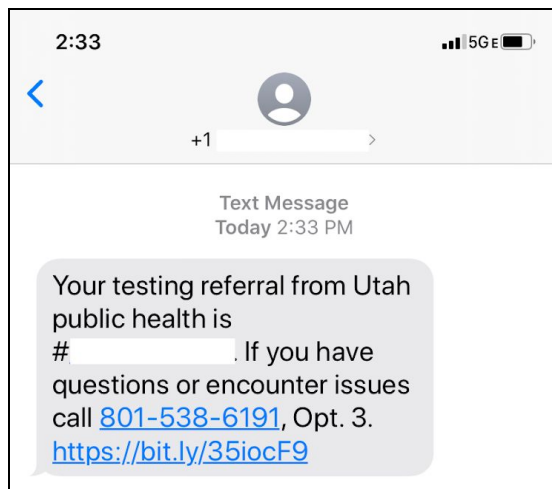 2:33
5GE
+1
Text Message
Today 2:33 PM
Your testing referral from Utah
public health is
#. If you have
questions or encounter issues
call 801-538-6191, Opt. 3.
https://bit.ly/35iocF9